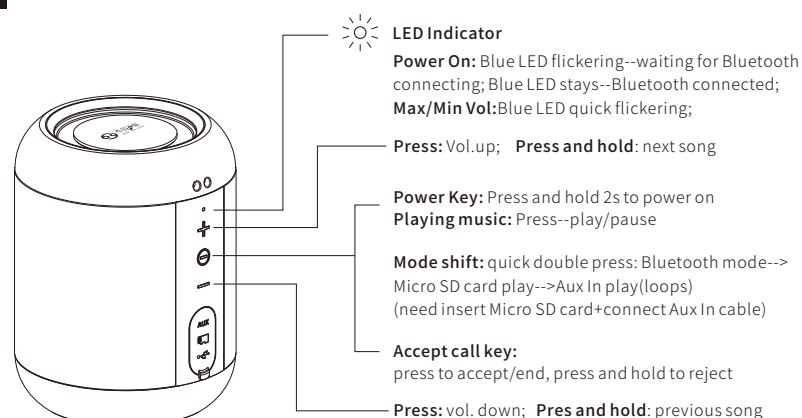 LED Indicator
Power On: Blue LED flickering--waiting for Bluetooth
connecting; Blue LED stays--Bluetooth connected;
Max/Min Vol:Blue LED quick flickering;
Press: Vol.up; Press and hold: next song
Power Key: Press and hold 2s to power on
Playing music: Press--play/pause
Mode shift: quick double press: Bluetooth mode-->
Micro SD card play-->Aux In play(loops)
(need insert Micro SD card+connect Aux In cable)
Accept call key:
press to accept/end, press and hold to reject
Press: vol. down; Pres and hold: previous song
AUX